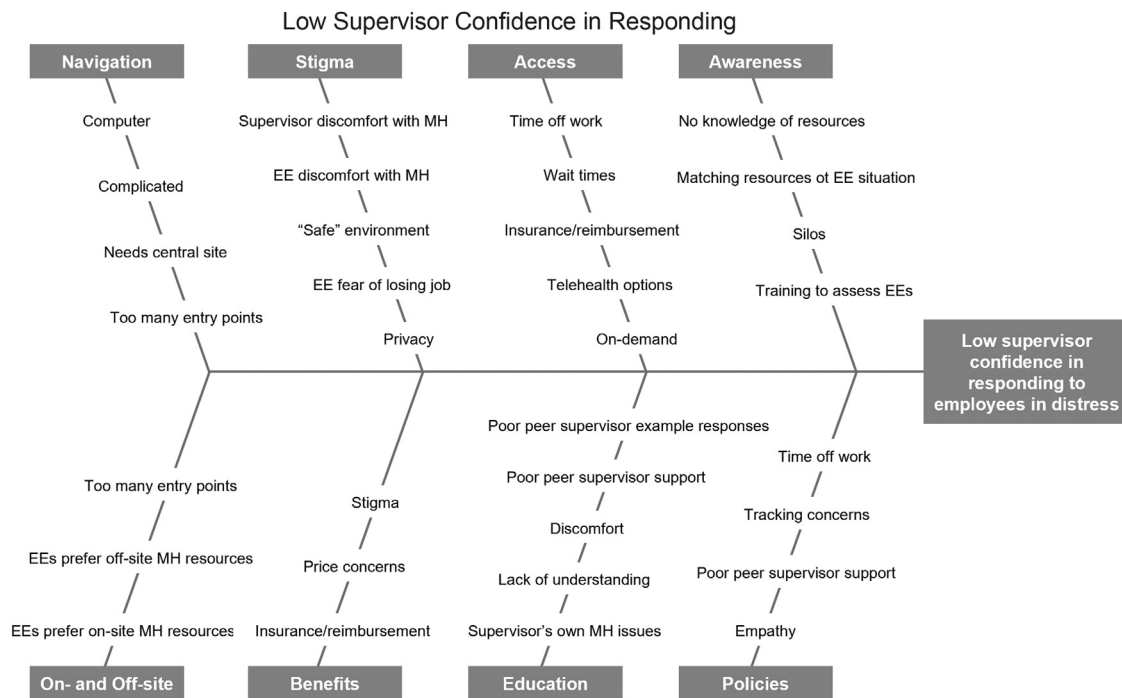 Low Supervisor Confidence in Responding
Navigation
Stigma
Access
Awareness
Computer
Supervisor discomfort with MH
Time off work
No knowledge of resources
Complicated
EE discomfort with MH
Wait times
Matching resources ot EE situation
Needs central site
“Safe” environment
Insurance/reimbursement
Silos
Too many entry points
EE fear of losing job
Telehealth options
Training to assess EEs
Privacy
On-demand
Low supervisor
confidence in
responding to
employees in distress
Poor peer supervisor example responses
Time off work
Too many entry points
Stigma
Poor peer supervisor support
Tracking concerns
Discomfort
EEs prefer off-site MH resources
Price concerns
Lack of understanding
Poor peer supervisor support
EEs prefer on-site MH resources
Insurance/reimbursement
Supervisor’s own MH issues
Empathy
On- and Off-site
Benefits
Education
Policies